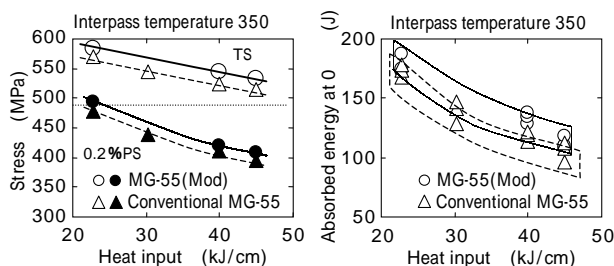 Interpass temperature 350
600
550
500
450
400
350
300
Stress (MPa)
TS
0.2%PS
MG-55(Mod)
Conventional MG-55
20 30 40 50
Heat input (kJ/cm)
(J) Interpass temperature 350
200
150
100
50
0
Absorbed energy at 0
MG-55(Mod)
Conventional MG-55
20 30 40 50
Heat input (kJ/cm)